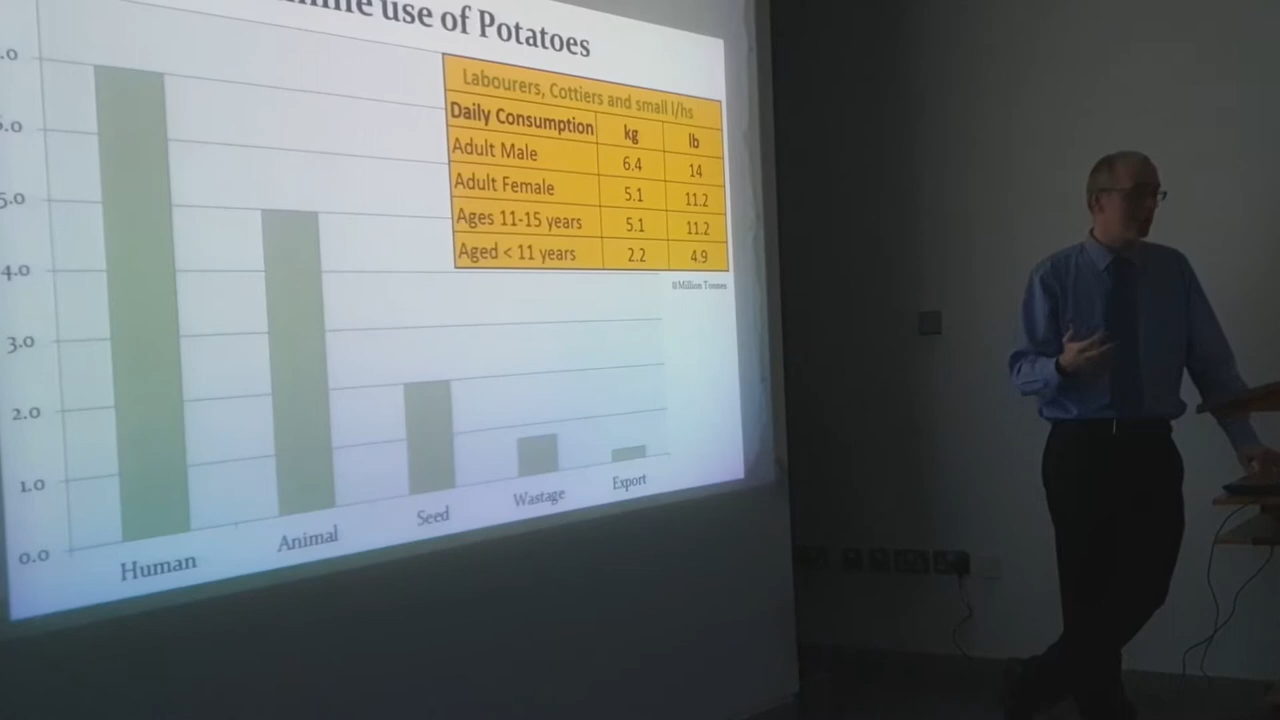 use of Potatoes
Labourers, Cottiers and small l/hs
Daily Consumption kg lb
Adult Male 6.4 14
Adult Female 5.1 11.2
Ages 11-15 years 5.1 11.2
Aged < 11 years 2.2 4.9
Million Tonnes
.0
.0
5.0
4.0
3.0
2.0
1.0
0.0
Human Animal Seed Wastage Export